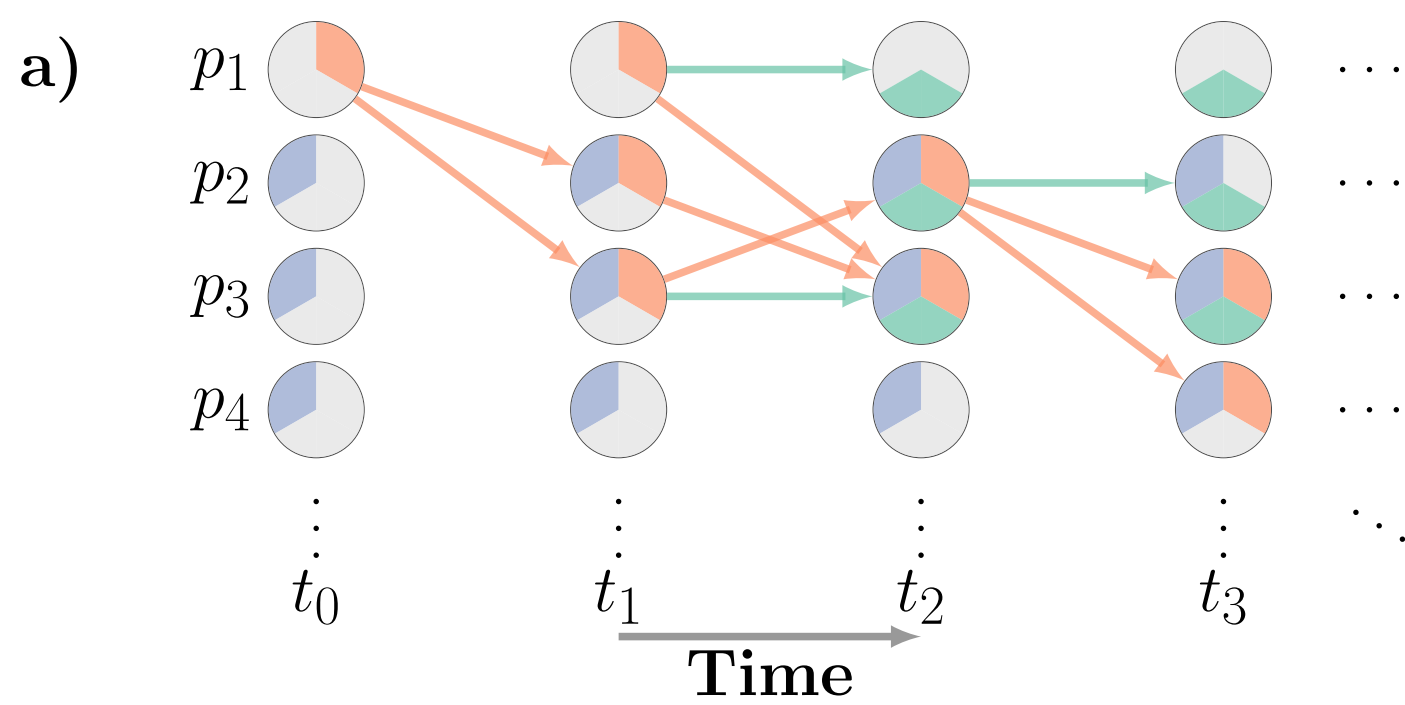 a)
p₁ ···
p₂ ···
p₃ ···
p₄ ···
⋮ ⋮ ⋮ ⋮ ⋱
t₀ t₁ t₂ t₃
Time